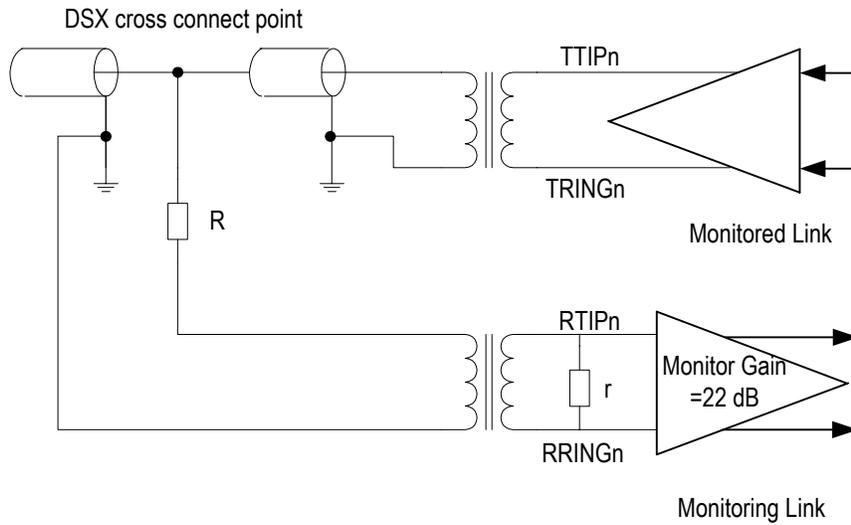 DSX cross connect point
TTIPn
TRINGn
Monitored Link
R
RTIPn
Monitor Gain
=22 dB
r
RRINGn
Monitoring Link